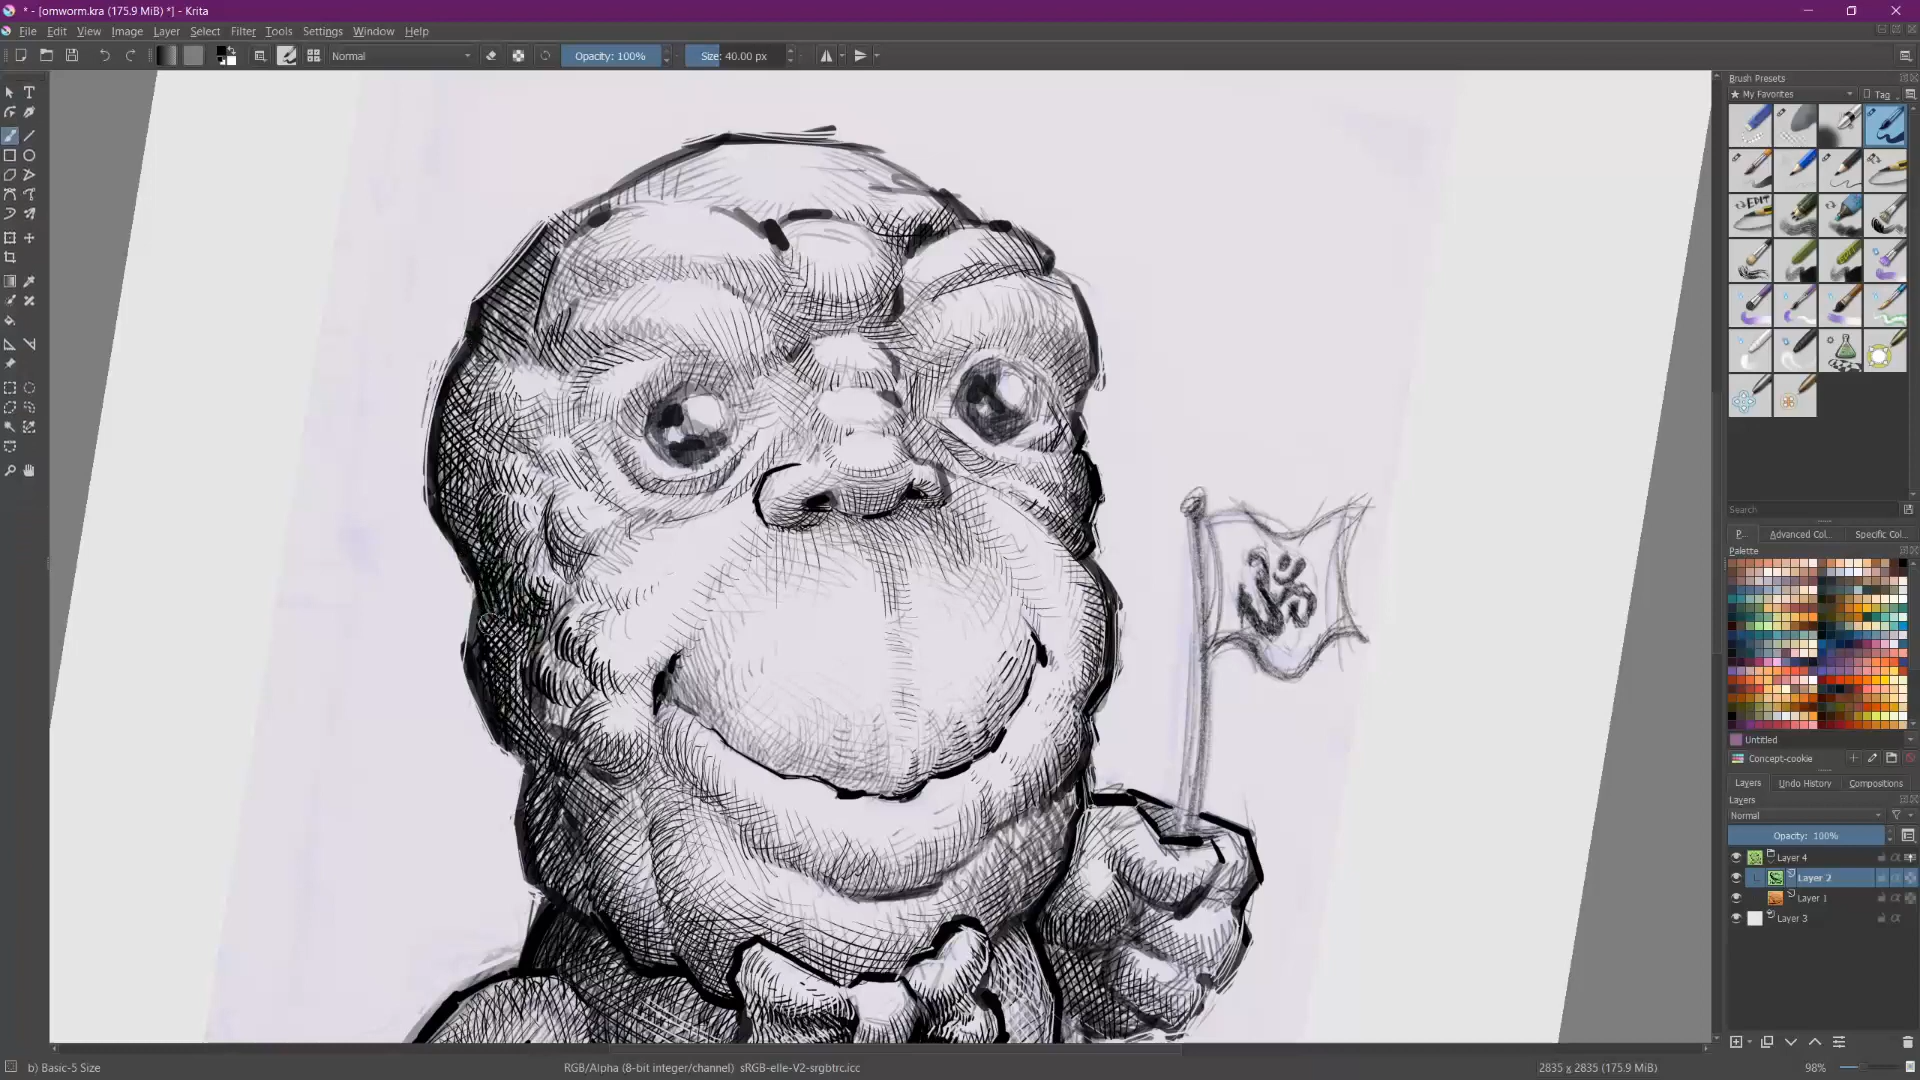 * - [omworm.kra (175.9 MiB) *] - Krita
File Edit View Image Layer Select Filter Tools Settings Window Help
Normal Opacity: 100% Size: 40.00 px
Brush Presets
My Favorites Tag
EDIT
Search
P... Advanced Col... Specific Col...
Palette
Untitled
Concept-cookie
Layers Undo History Compositions
Layers
Normal
Opacity: 100%
Layer 4
Layer 2
Layer 1
Layer 3
ॐ
b) Basic-5 Size RGB/Alpha (8-bit integer/channel) sRGB-elle-V2-srgbtrc.icc 2835 x 2835 (175.9 MiB) 98%